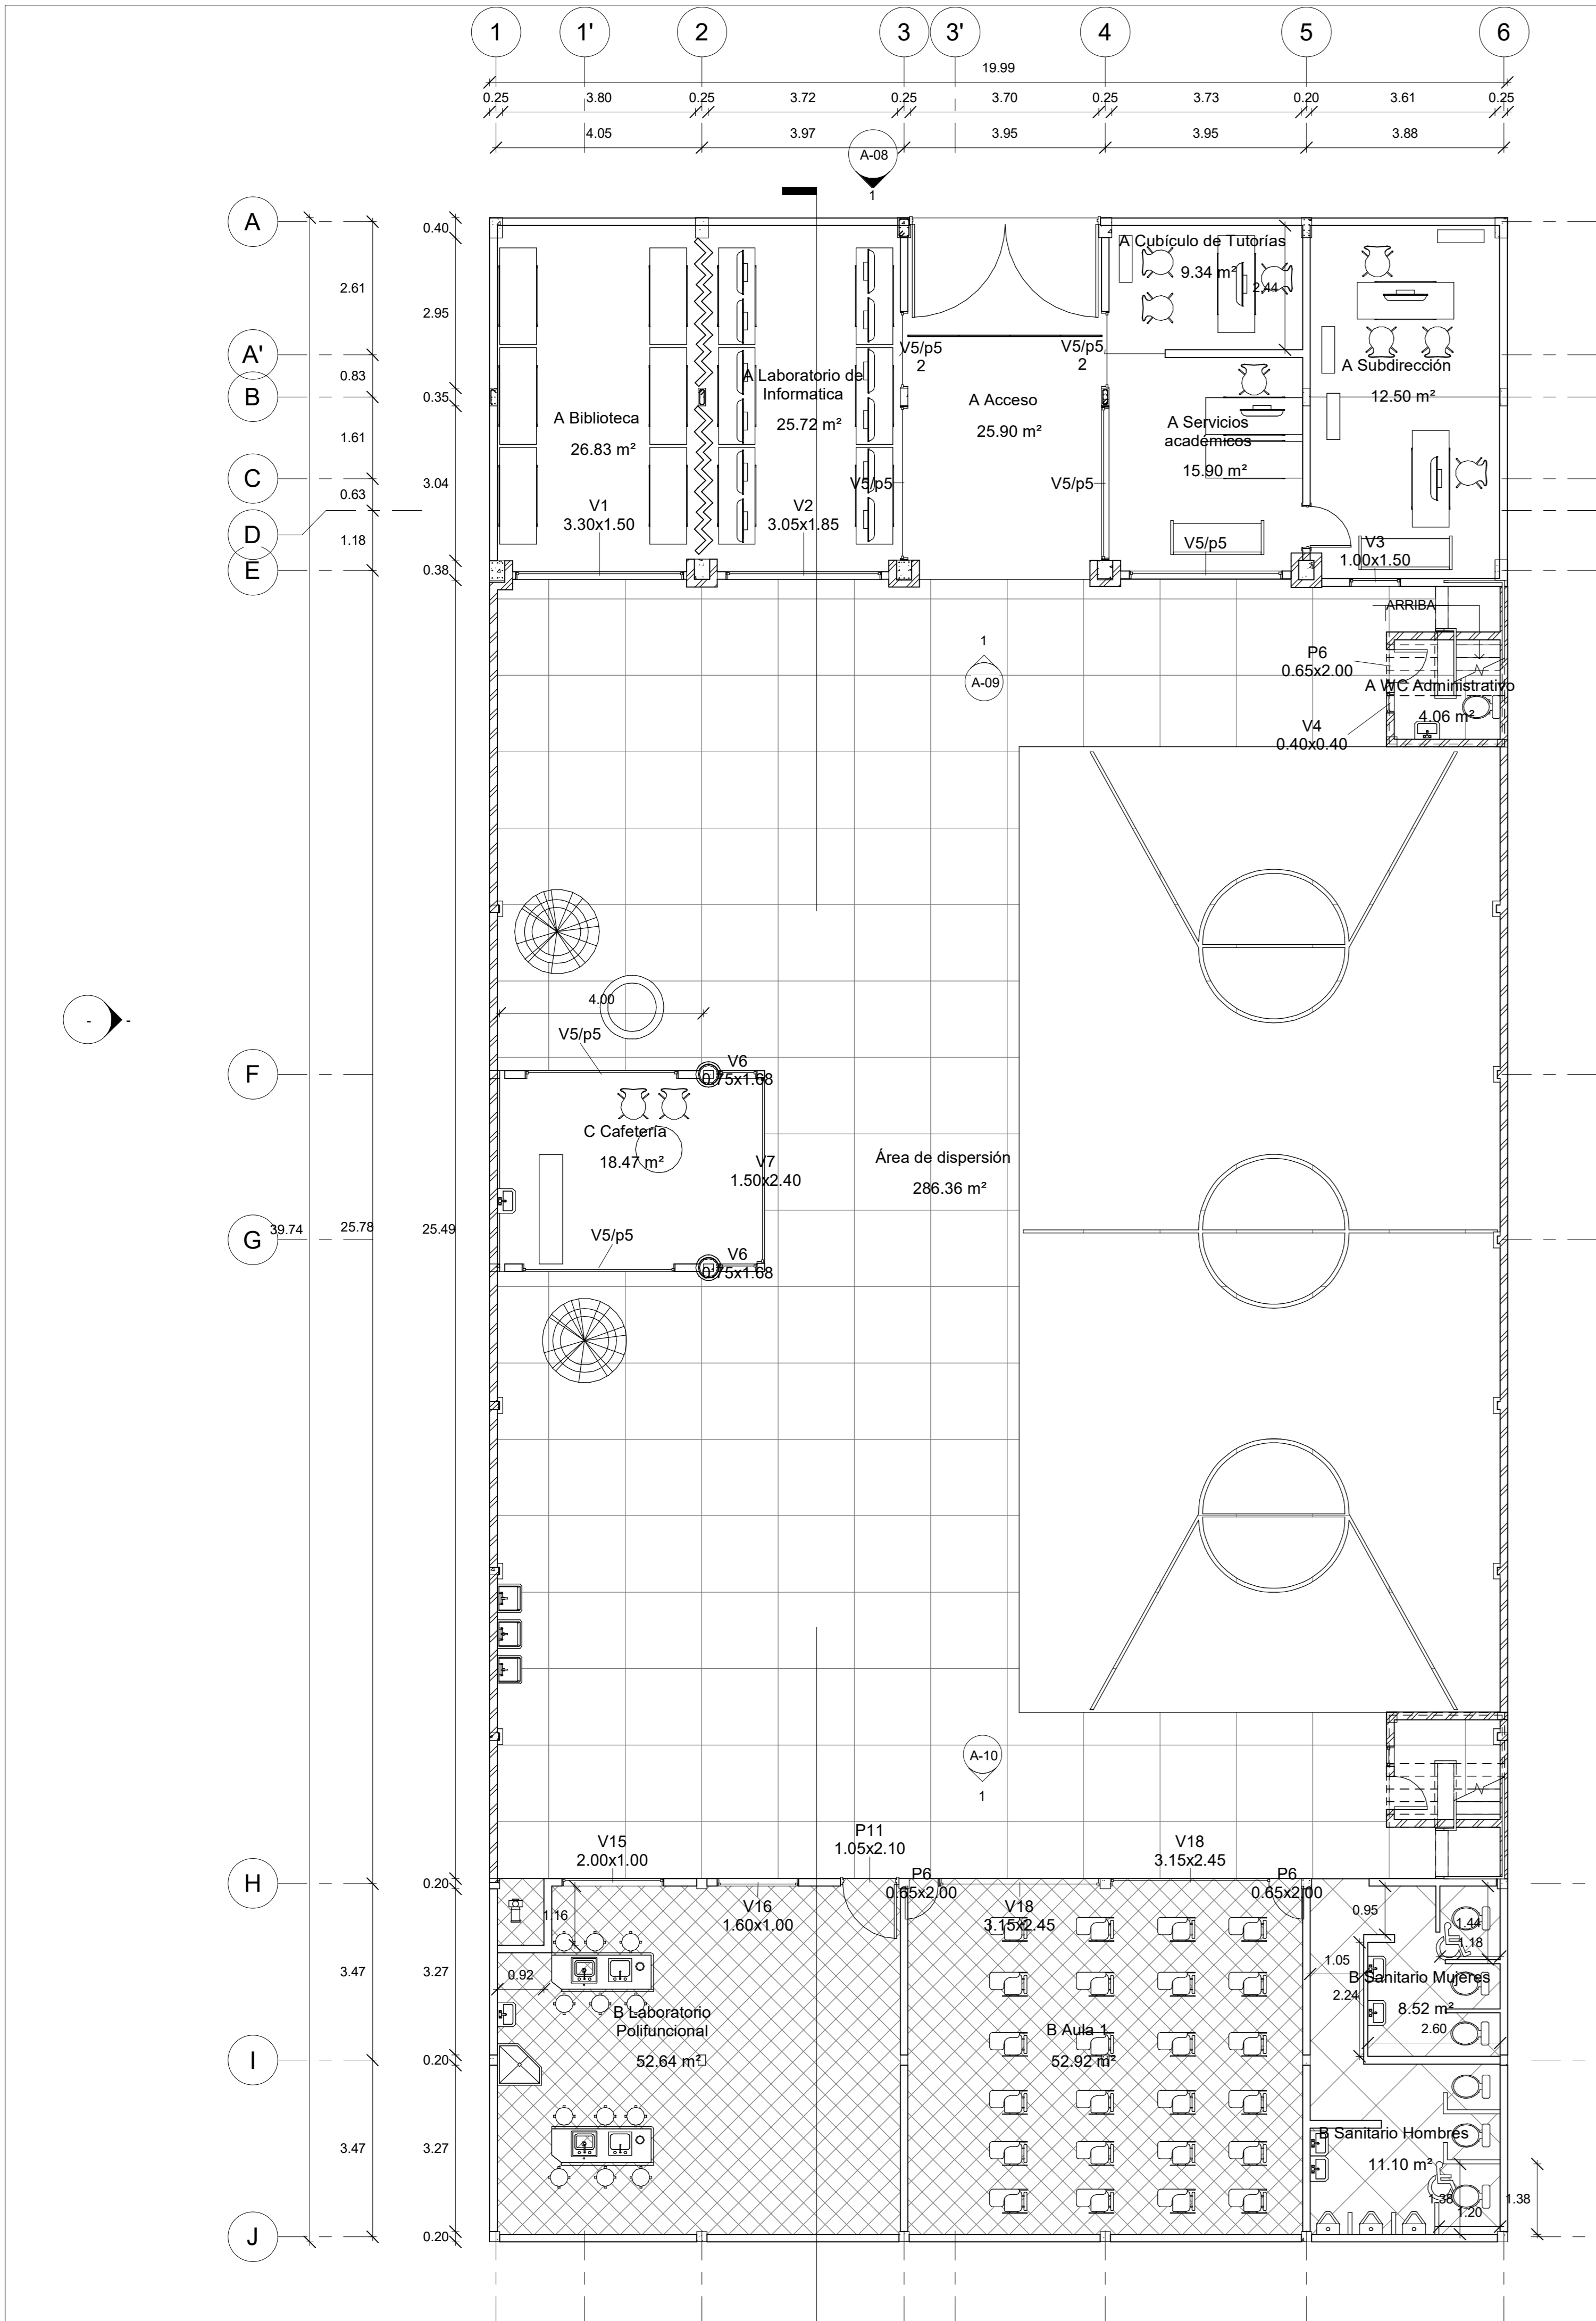 1 1' 2 3 3' 4 5 6
19.99
0.25 3.80 0.25 3.72 0.25 3.70 0.25 3.73 0.20 3.61 0.25
4.05 3.97 3.95 3.95 3.88
A-08
1
A
0.40
A Cubículo de Tutorías
9.34 m²
2.44
2.61
2.95
A'
V5/p5
2
V5/p5
2
0.83
B
0.35
A Laboratorio de
Informatica
25.72 m²
A Subdirección
12.50 m²
A Acceso
25.90 m²
A Biblioteca
26.83 m²
A Servicios
académicos
15.90 m²
1.61
C
0.63
3.04
V5/p5
V5/p5
V1
3.30x1.50
V2
3.05x1.85
D
1.18
V5/p5
V3
1.00x1.50
E
0.38
ARRIBA
1
A-09
P6
0.65x2.00
A WC Administrativo
4.06 m²
V4
0.40x0.40
4.00
- -
V5/p5
F
V6
0.75x1.68
C Cafetería
18.47 m²
V7
1.50x2.40
Área de dispersión
286.36 m²
G
39.74
25.78
25.49
V5/p5
V6
0.75x1.68
A-10
1
V15
2.00x1.00
P11
1.05x2.10
V18
3.15x2.45
H
0.20
P6
0.65x2.00
P6
0.65x2.00
V16
1.60x1.00
V18
3.15x2.45
1.16
0.95
1.44
1.18
3.47
3.27
0.92
1.05
B Sanitario Mujeres
8.52 m²
2.24
2.60
B Laboratorio
Polifuncional
52.64 m²
B Aula 1
52.92 m²
I
0.20
3.47
3.27
B Sanitario Hombres
11.10 m²
1.38
1.20
1.38
J
0.20